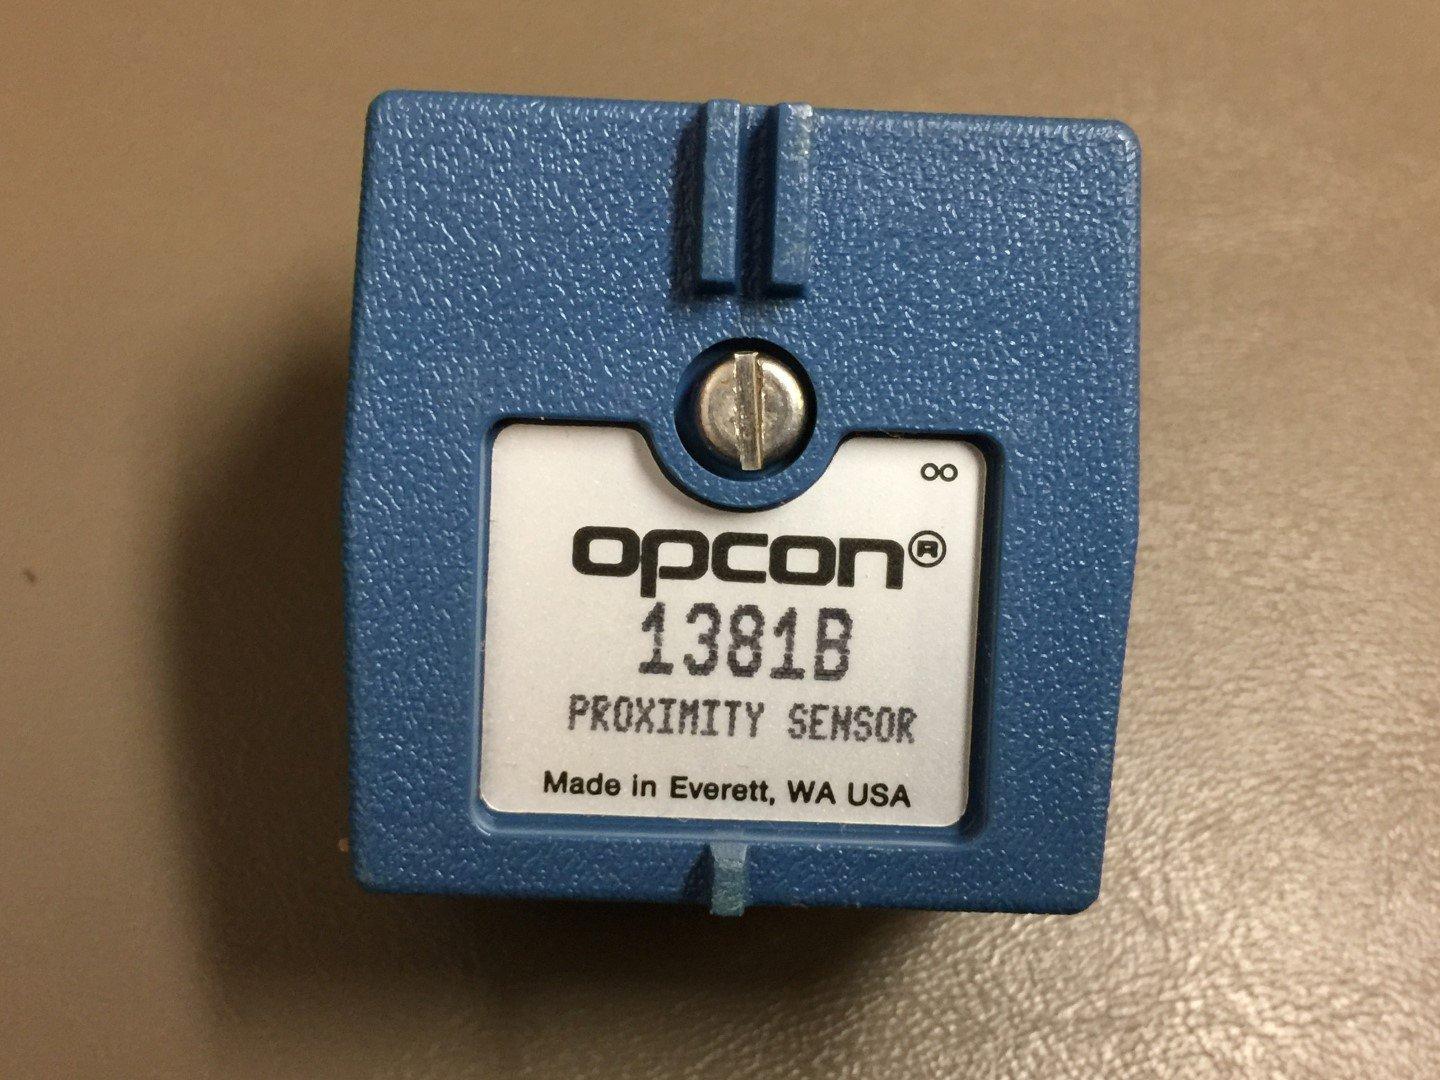 ∞
opcon®
1381B
PROXIMITY SENSOR
Made in Everett, WA USA